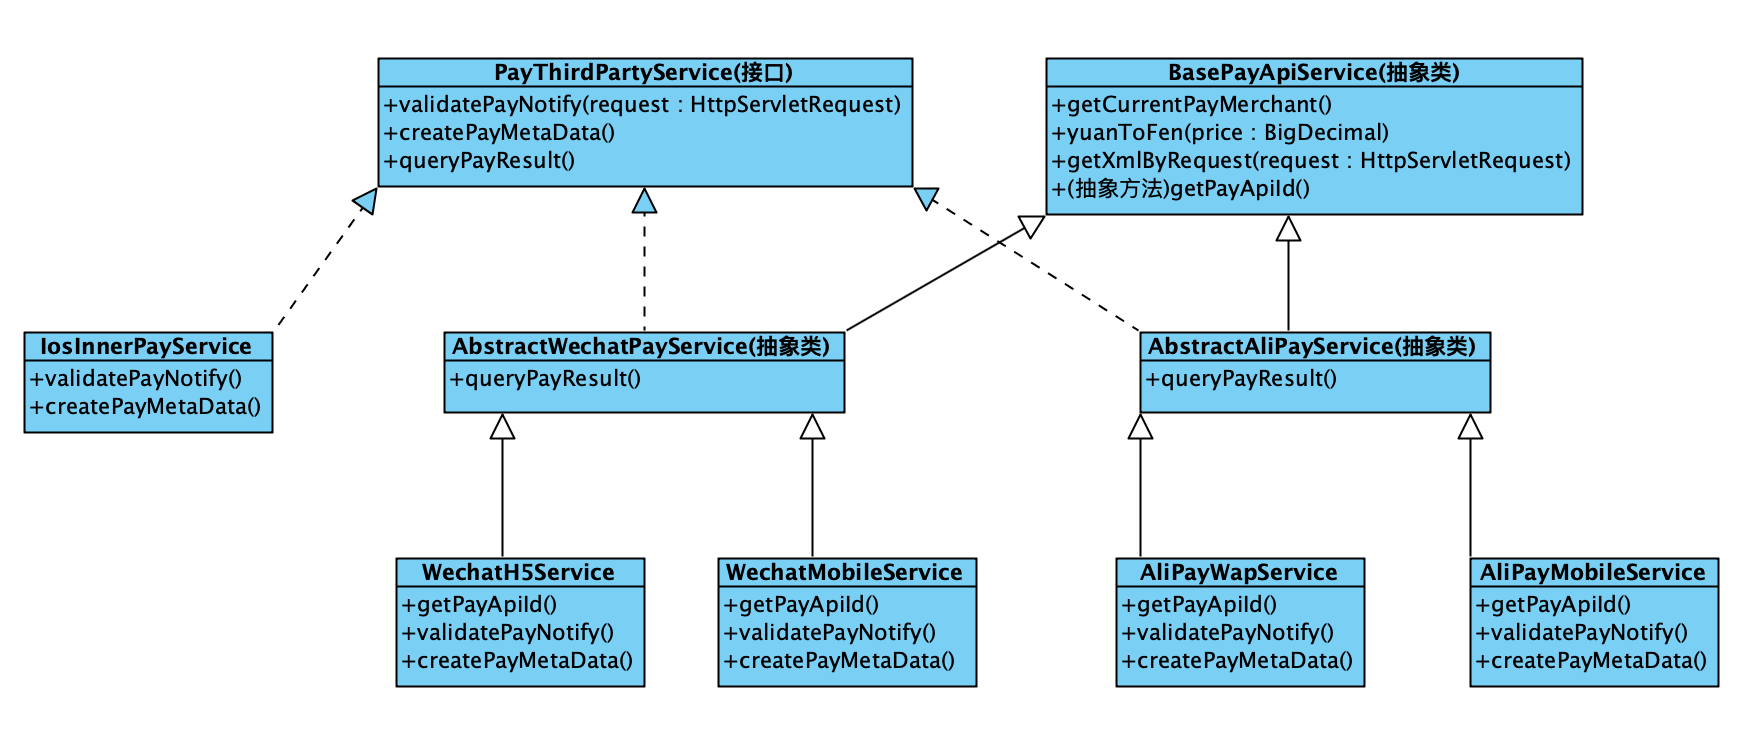 PayThirdPartyService(接口)
+validatePayNotify(request : HttpServletRequest)
+createPayMetaData()
+queryPayResult()
BasePayApiService(抽象类)
+getCurrentPayMerchant()
+yuanToFen(price : BigDecimal)
+getXmlByRequest(request : HttpServletRequest)
+(抽象方法)getPayApiId()
IosInnerPayService
+validatePayNotify()
+createPayMetaData()
AbstractWechatPayService(抽象类)
+queryPayResult()
AbstractAliPayService(抽象类)
+queryPayResult()
WechatH5Service
+getPayApiId()
+validatePayNotify()
+createPayMetaData()
WechatMobileService
+getPayApiId()
+validatePayNotify()
+createPayMetaData()
AliPayWapService
+getPayApiId()
+validatePayNotify()
+createPayMetaData()
AliPayMobileService
+getPayApiId()
+validatePayNotify()
+createPayMetaData()